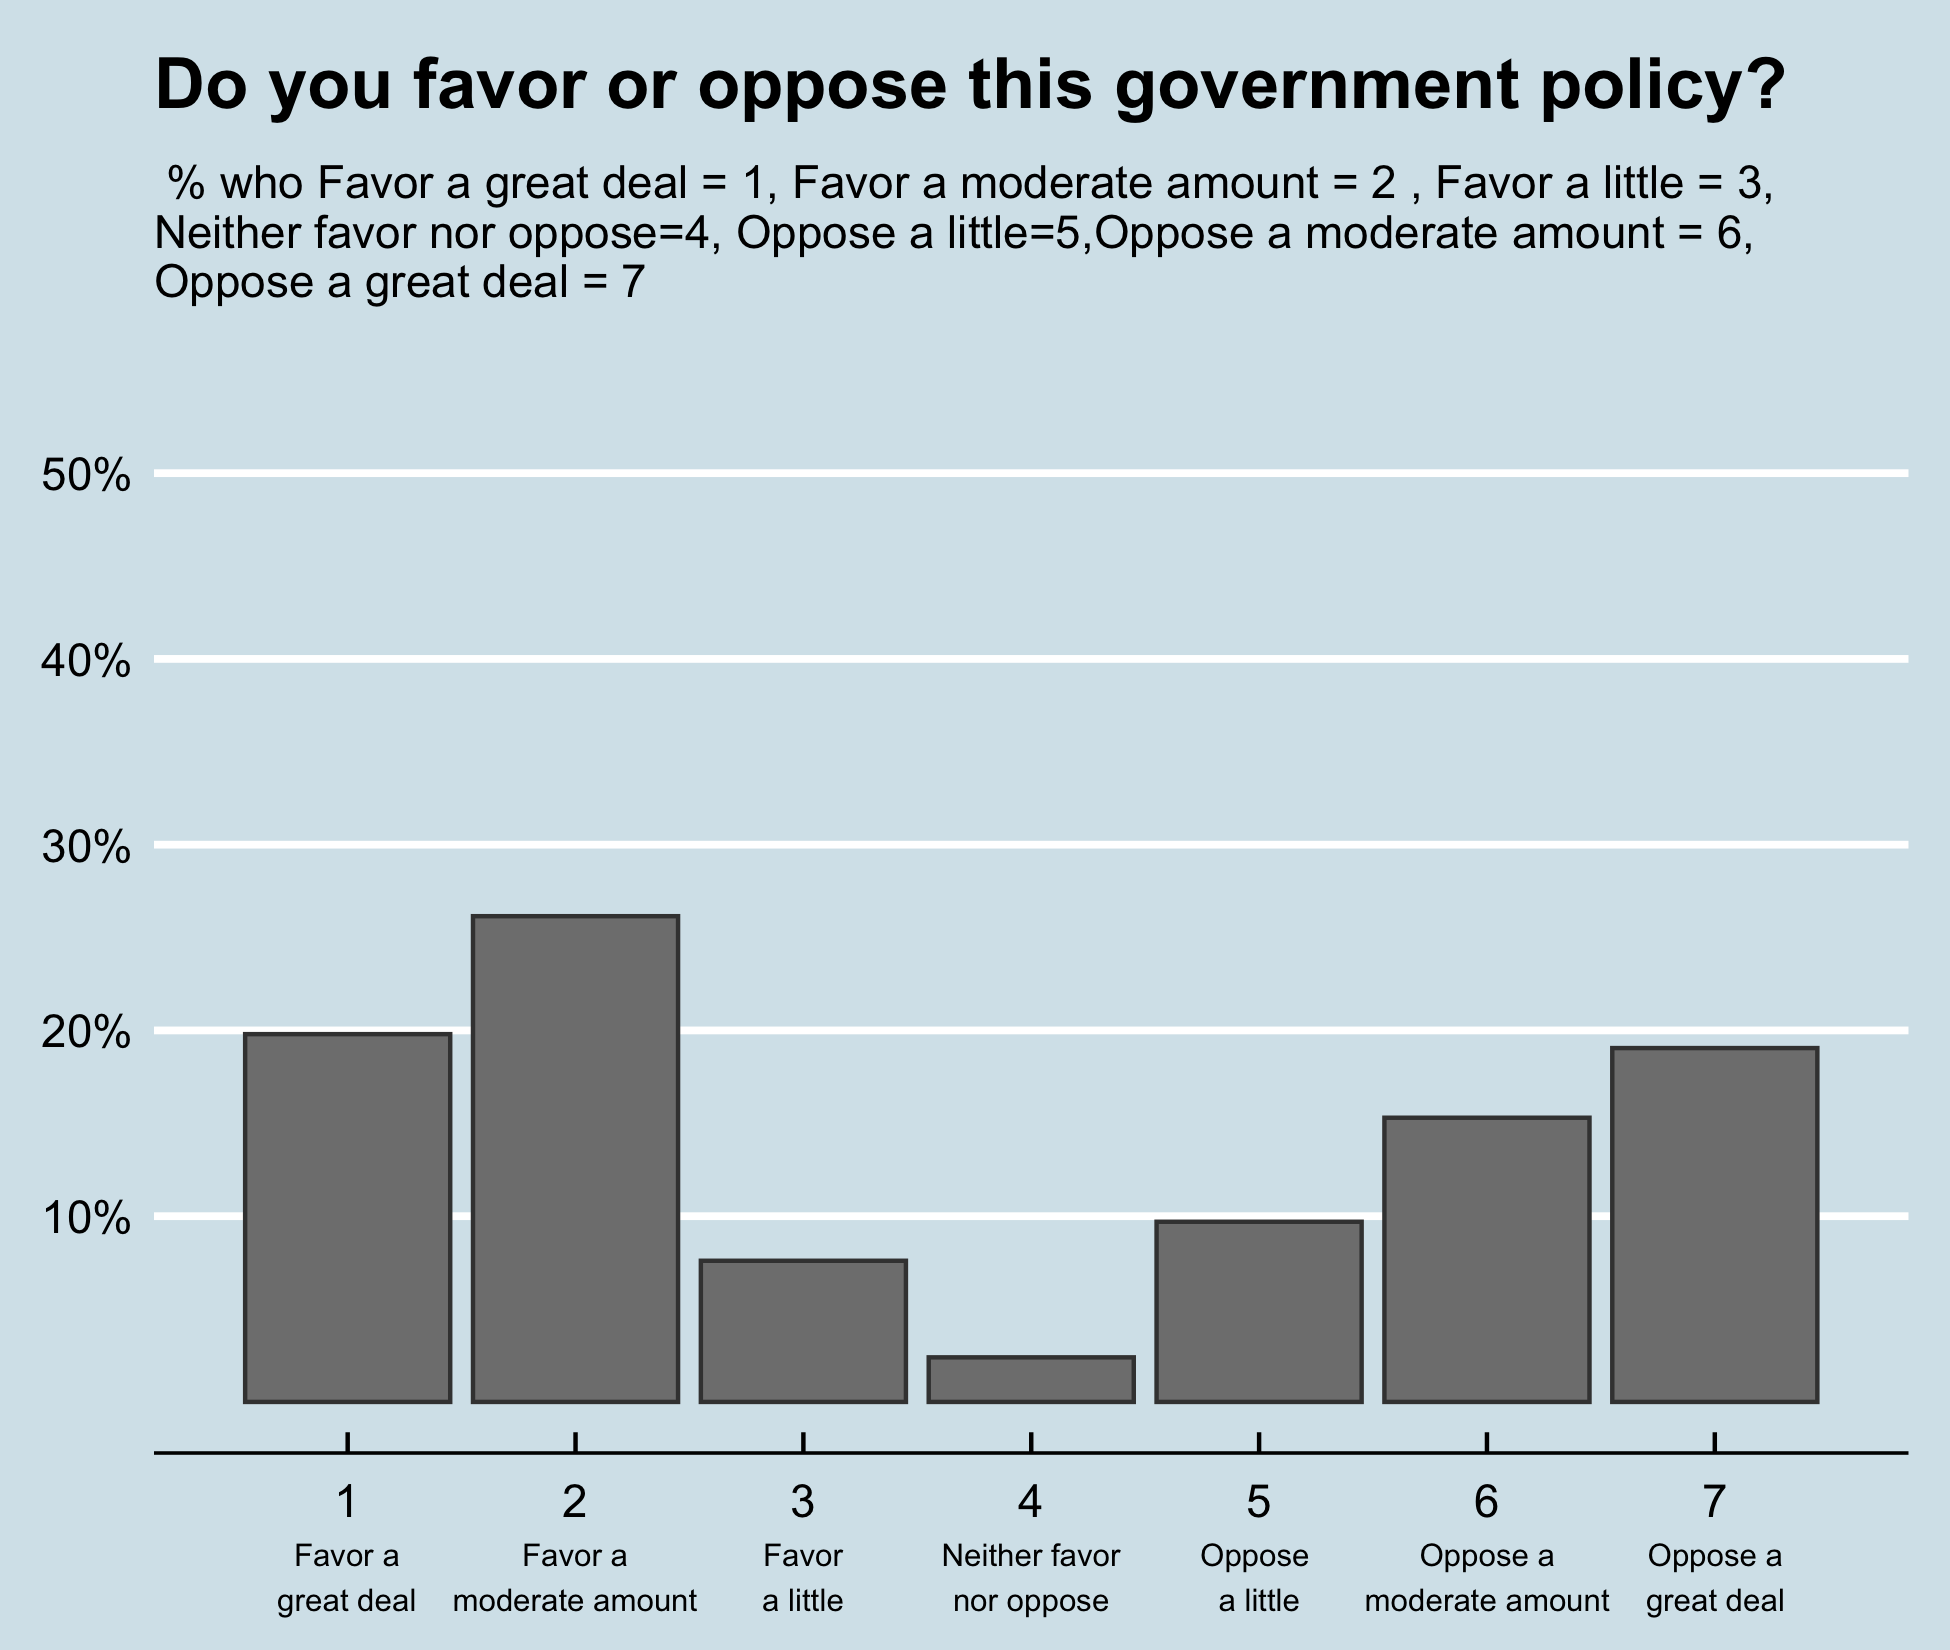 Do you favor or oppose this government policy?
% who Favor a great deal = 1, Favor a moderate amount = 2 , Favor a little = 3,
Neither favor nor oppose=4, Oppose a little=5,Oppose a moderate amount = 6,
Oppose a great deal = 7
50%
40%
30%
20%
10%
1 2 3 4 5 6 7
Favor a Favor a Favor Neither favor Oppose Oppose a Oppose a
great deal moderate amount a little nor oppose a little moderate amount great deal